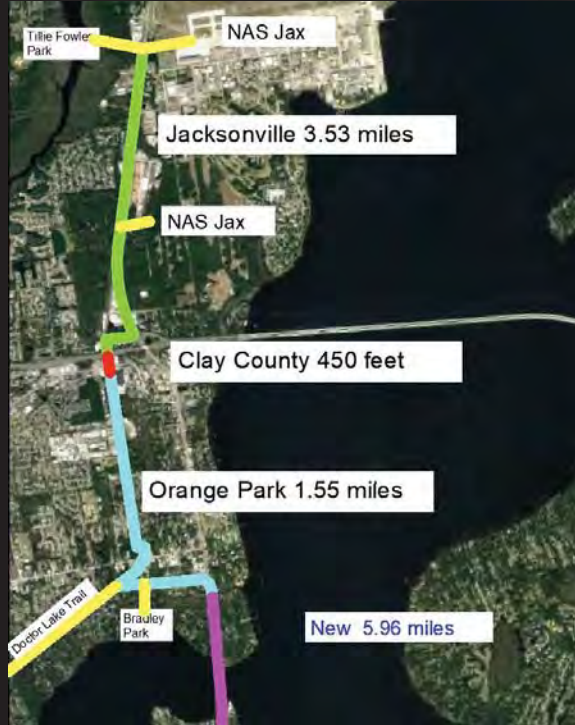 Tillie Fowler
Park
NAS Jax
Jacksonville 3.53 miles
NAS Jax
Clay County 450 feet
Orange Park 1.55 miles
Doctor Lake Trail
Bradley
Park
New 5.96 miles